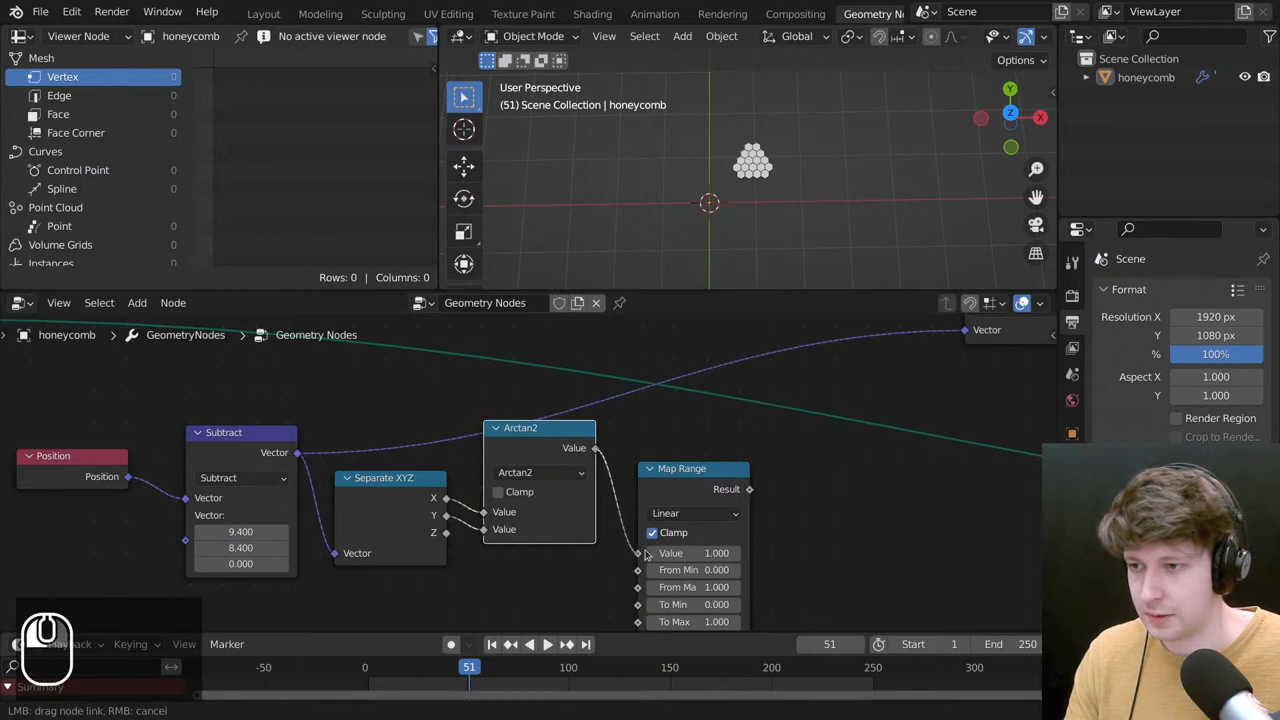 File Edit Render Window Help Layout Modeling Sculpting UV Editing Texture Paint Shading Animation Rendering Compositing Geometry No Scene ViewLayer
Viewer Node honeycomb No active viewer node
Object Mode View Select Add Object Global
Options
Mesh
Vertex 0
Edge 0
Face 0
Face Corner 0
Curves
Control Point 0
Spline 0
Point Cloud
Point 0
Volume Grids
Instances
Rows: 0 | Columns: 0
User Perspective
(51) Scene Collection | honeycomb
Y
Z
X
Scene Collection
honeycomb
Scene
Format
Resolution X 1920 px
Y 1080 px
% 100%
Aspect X 1.000
Y 1.000
Render Region
Crop to Rende...
View Select Add Node Geometry Nodes
honeycomb GeometryNodes Geometry Nodes
Vector
Position
Position
Subtract
Vector
Subtract
Vector
Vector:
9.400
8.400
0.000
Separate XYZ
X
Y
Z
Vector
Arctan2
Value
Arctan2
Clamp
Value
Value
Map Range
Result
Linear
Clamp
Value 1.000
From Min 0.000
From Ma 1.000
To Min 0.000
To Max 1.000
Playback Keying View Marker 51 Start 1 End 250
-50 0 51 100 150 200 250 300
Summary
LMB: drag node link, RMB: cancel